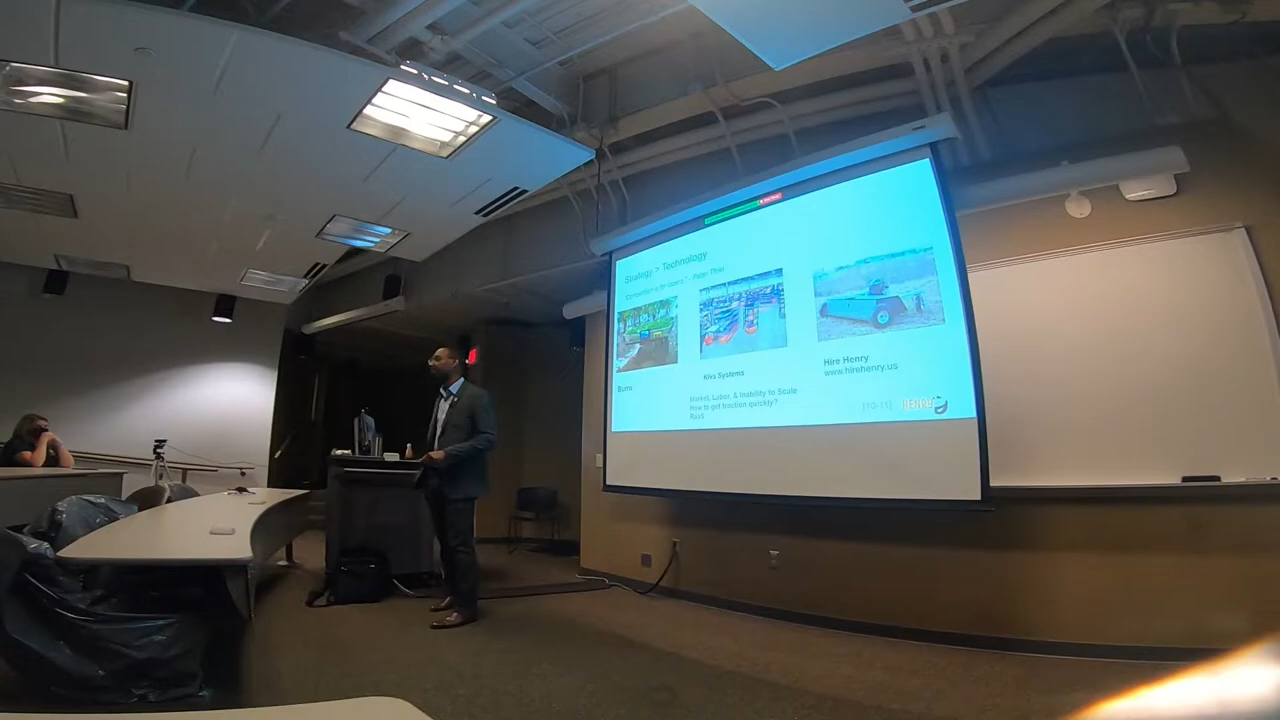 Strategy > Technology
"Competition is for losers" - Peter Thiel
Burro
Kiva Systems
Hire Henry
www.hirehenry.us
Market, Labor, & Inability to Scale
How to get traction quickly?
RaaS
[10-11]
HENRY